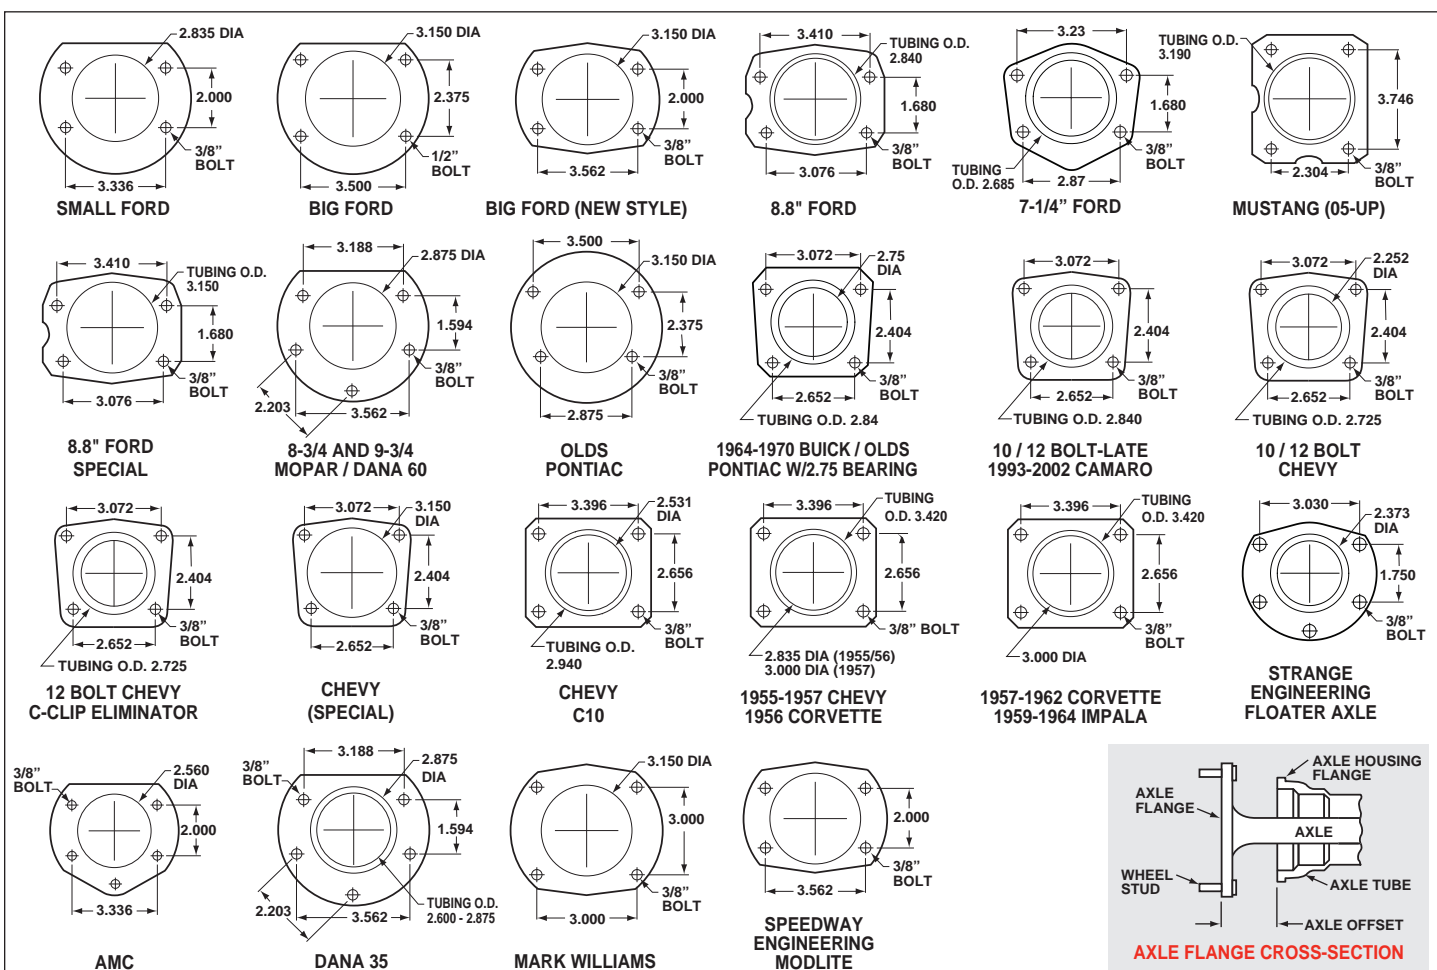 2.835 DIA
2.000
3/8”
BOLT
3.336
SMALL FORD
3.150 DIA
2.375
1/2”
BOLT
3.500
BIG FORD
3.150 DIA
2.000
3/8”
BOLT
3.562
BIG FORD (NEW STYLE)
3.410
TUBING O.D.
2.840
1.680
3/8”
BOLT
3.076
8.8" FORD
3.23
1.680
3/8”
BOLT
TUBING
O.D. 2.685
2.87
7-1/4” FORD
TUBING O.D.
3.190
3.746
3/8”
BOLT
2.304
MUSTANG (05-UP)
3.410
TUBING O.D.
3.150
1.680
3/8”
BOLT
3.076
8.8" FORD
SPECIAL
3.188
2.875 DIA
1.594
3/8”
BOLT
2.203
3.562
8-3/4 AND 9-3/4
MOPAR / DANA 60
3.500
3.150 DIA
2.375
3/8”
BOLT
2.875
OLDS
PONTIAC
3.072
2.75
DIA
2.404
3/8”
BOLT
2.652
TUBING O.D. 2.84
1964-1970 BUICK / OLDS
PONTIAC W/2.75 BEARING
3.072
2.404
3/8”
BOLT
2.652
TUBING O.D. 2.840
10 / 12 BOLT-LATE
1993-2002 CAMARO
3.072
2.252
DIA
2.404
3/8”
BOLT
2.652
TUBING O.D. 2.725
10 / 12 BOLT
CHEVY
3.072
2.404
3/8”
BOLT
2.652
TUBING O.D. 2.725
12 BOLT CHEVY
C-CLIP ELIMINATOR
3.072
3.150
DIA
2.404
3/8”
BOLT
2.652
CHEVY
(SPECIAL)
3.396
2.531
DIA
2.656
3/8”
BOLT
TUBING O.D.
2.940
CHEVY
C10
3.396
TUBING
O.D. 3.420
2.656
3/8” BOLT
2.835 DIA (1955/56)
3.000 DIA (1957)
1955-1957 CHEVY
1956 CORVETTE
3.396
TUBING
O.D. 3.420
2.656
3/8”
BOLT
3.000 DIA
1957-1962 CORVETTE
1959-1964 IMPALA
3.030
2.373
DIA
1.750
3/8”
BOLT
STRANGE
ENGINEERING
FLOATER AXLE
3/8”
BOLT
2.560
DIA
2.000
3.336
AMC
3/8”
BOLT
3.188
2.875
DIA
1.594
2.203
3.562
TUBING O.D.
2.600 - 2.875
DANA 35
3.150 DIA
3.000
3/8”
BOLT
3.000
MARK WILLIAMS
2.000
3/8”
BOLT
3.562
SPEEDWAY
ENGINEERING
MODLITE
AXLE HOUSING
FLANGE
AXLE
FLANGE
AXLE
WHEEL
STUD
AXLE TUBE
AXLE OFFSET
AXLE FLANGE CROSS-SECTION